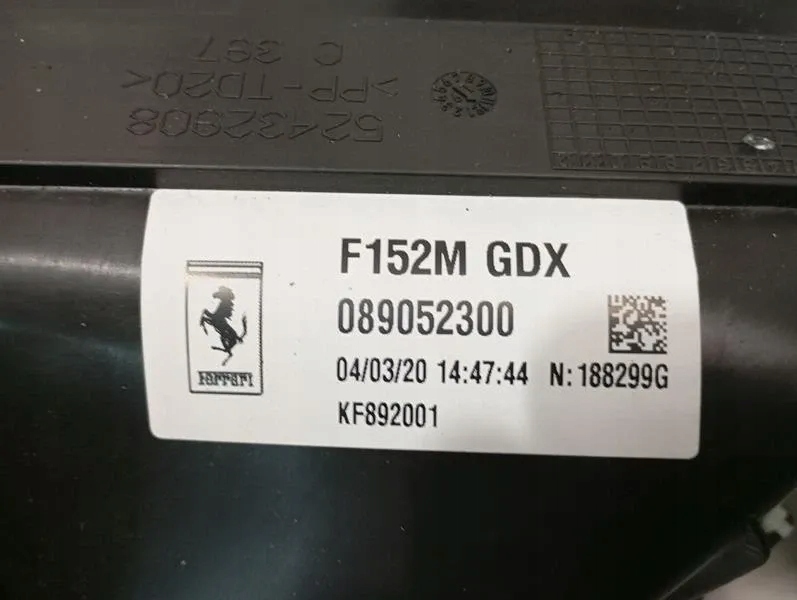 C 397
>PP-TD20<
52432908
F152M GDX
089052300
04/03/20 14:47:44 N:188299G
KF892001
Ferrari